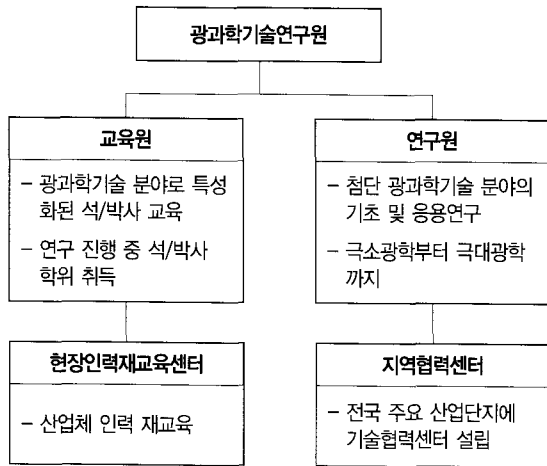 광과학기술연구원
교육원
– 광과학기술 분야로 특성
화된 석/박사 교육
– 연구 진행 중 석/박사
학위 취득
연구원
– 첨단 광과학기술 분야의
기초 및 응용연구
– 극소광학부터 극대광학
까지
현장인력재교육센터
– 산업체 인력 재교육
지역협력센터
– 전국 주요 산업단지에
기술협력센터 설립